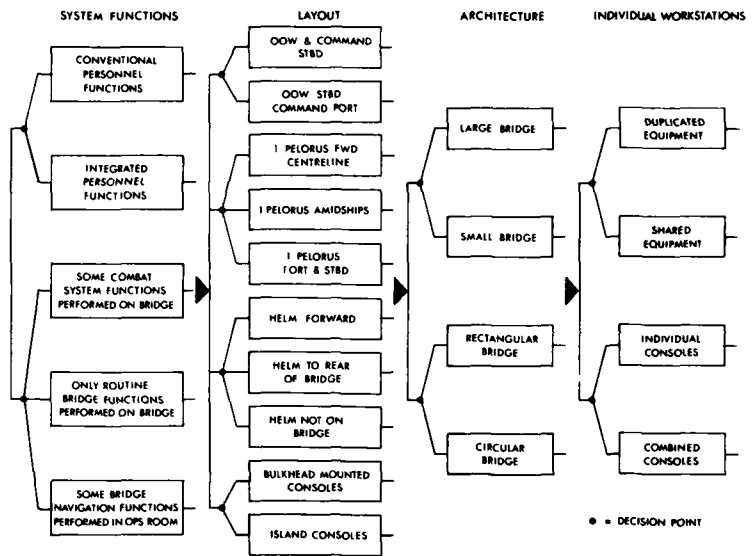 SYSTEM FUNCTIONS
CONVENTIONAL
PERSONNEL
FUNCTIONS
INTEGRATED
PERSONNEL
FUNCTIONS
SOME COMBAT
SYSTEM FUNCTIONS
PERFORMED ON BRIDGE
ONLY ROUTINE
BRIDGE FUNCTIONS
PERFORMED ON BRIDGE
SOME BRIDGE
NAVIGATION FUNCTIONS
PERFORMED IN OPS ROOM
LAYOUT
OOW & COMMAND
STBD
OOW STBD
COMMAND PORT
1 PELORUS FWD
CENTRELINE
1 PELORUS AMIDSHIPS
1 PELORUS
FORT & STBD
HELM FORWARD
HELM TO REAR
OF BRIDGE
HELM NOT ON
BRIDGE
BULKHEAD MOUNTED
CONSOLES
ISLAND CONSOLES
ARCHITECTURE
LARGE BRIDGE
SMALL BRIDGE
RECTANGULAR
BRIDGE
CIRCULAR
BRIDGE
INDIVIDUAL WORKSTATIONS
DUPLICATED
EQUIPMENT
SHARED
EQUIPMENT
INDIVIDUAL
CONSOLES
COMBINED
CONSOLES
● = DECISION POINT